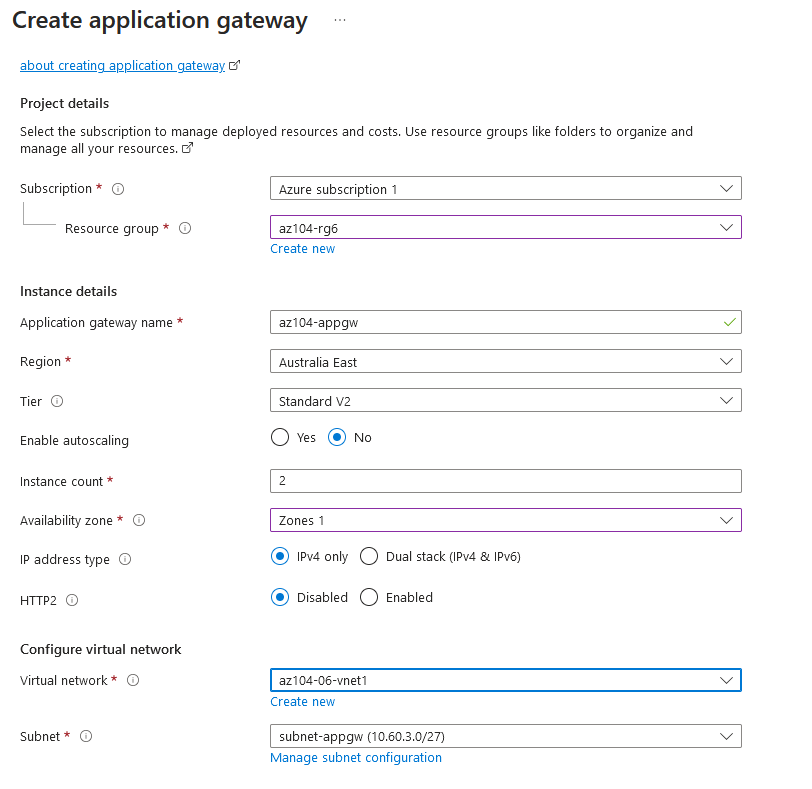 Create application gateway ...
about creating application gateway
Project details
Select the subscription to manage deployed resources and costs. Use resource groups like folders to organize and
manage all your resources.
Subscription * Azure subscription 1
Resource group * az104-rg6
Create new
Instance details
Application gateway name * az104-appgw
Region * Australia East
Tier Standard V2
Enable autoscaling Yes No
Instance count * 2
Availability zone * Zones 1
IP address type IPv4 only Dual stack (IPv4 & IPv6)
HTTP2 Disabled Enabled
Configure virtual network
Virtual network * az104-06-vnet1
Create new
Subnet * subnet-appgw (10.60.3.0/27)
Manage subnet configuration